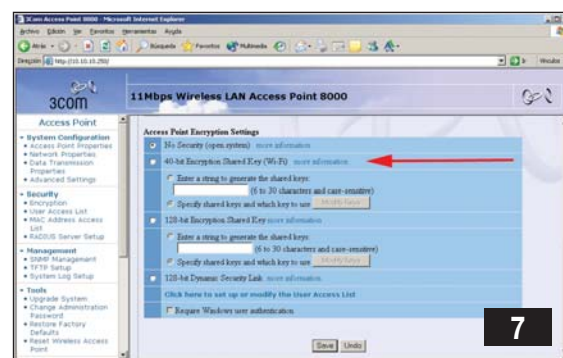 3Com Access Point 8000 - Microsoft Internet Explorer
Archivo Edición Ver Favoritos Herramientas Ayuda
Atrás Búsqueda Favoritos Multimedia
Dirección http://10.10.10.250/ Ir Vínculos
3COM
11Mbps Wireless LAN Access Point 8000
Access Point
System Configuration
Access Point Properties
Network Properties
Data Transmission
Properties
Advanced Settings
Security
Encryption
User Access List
MAC Address Access
List
RADIUS Server Setup
Management
SNMP Management
TFTP Setup
System Log Setup
Tools
Upgrade System
Change Administration
Password
Restore Factory
Defaults
Reset Wireless Access
Point
Access Point Encryption Settings
No Security (open system) more information
40-bit Encryption Shared Key (Wi-Fi) more information
Enter a string to generate the shared keys:
(6 to 30 characters and case-sensitive)
Specify shared keys and which key to use Modify Keys
128-bit Encryption Shared Key more information
Enter a string to generate the shared keys:
(6 to 30 characters and case-sensitive)
Specify shared keys and which key to use Modify Keys
128-bit Dynamic Security Link more information
Click here to set up or modify the User Access List
Require Windows user authentication
Save Undo
7